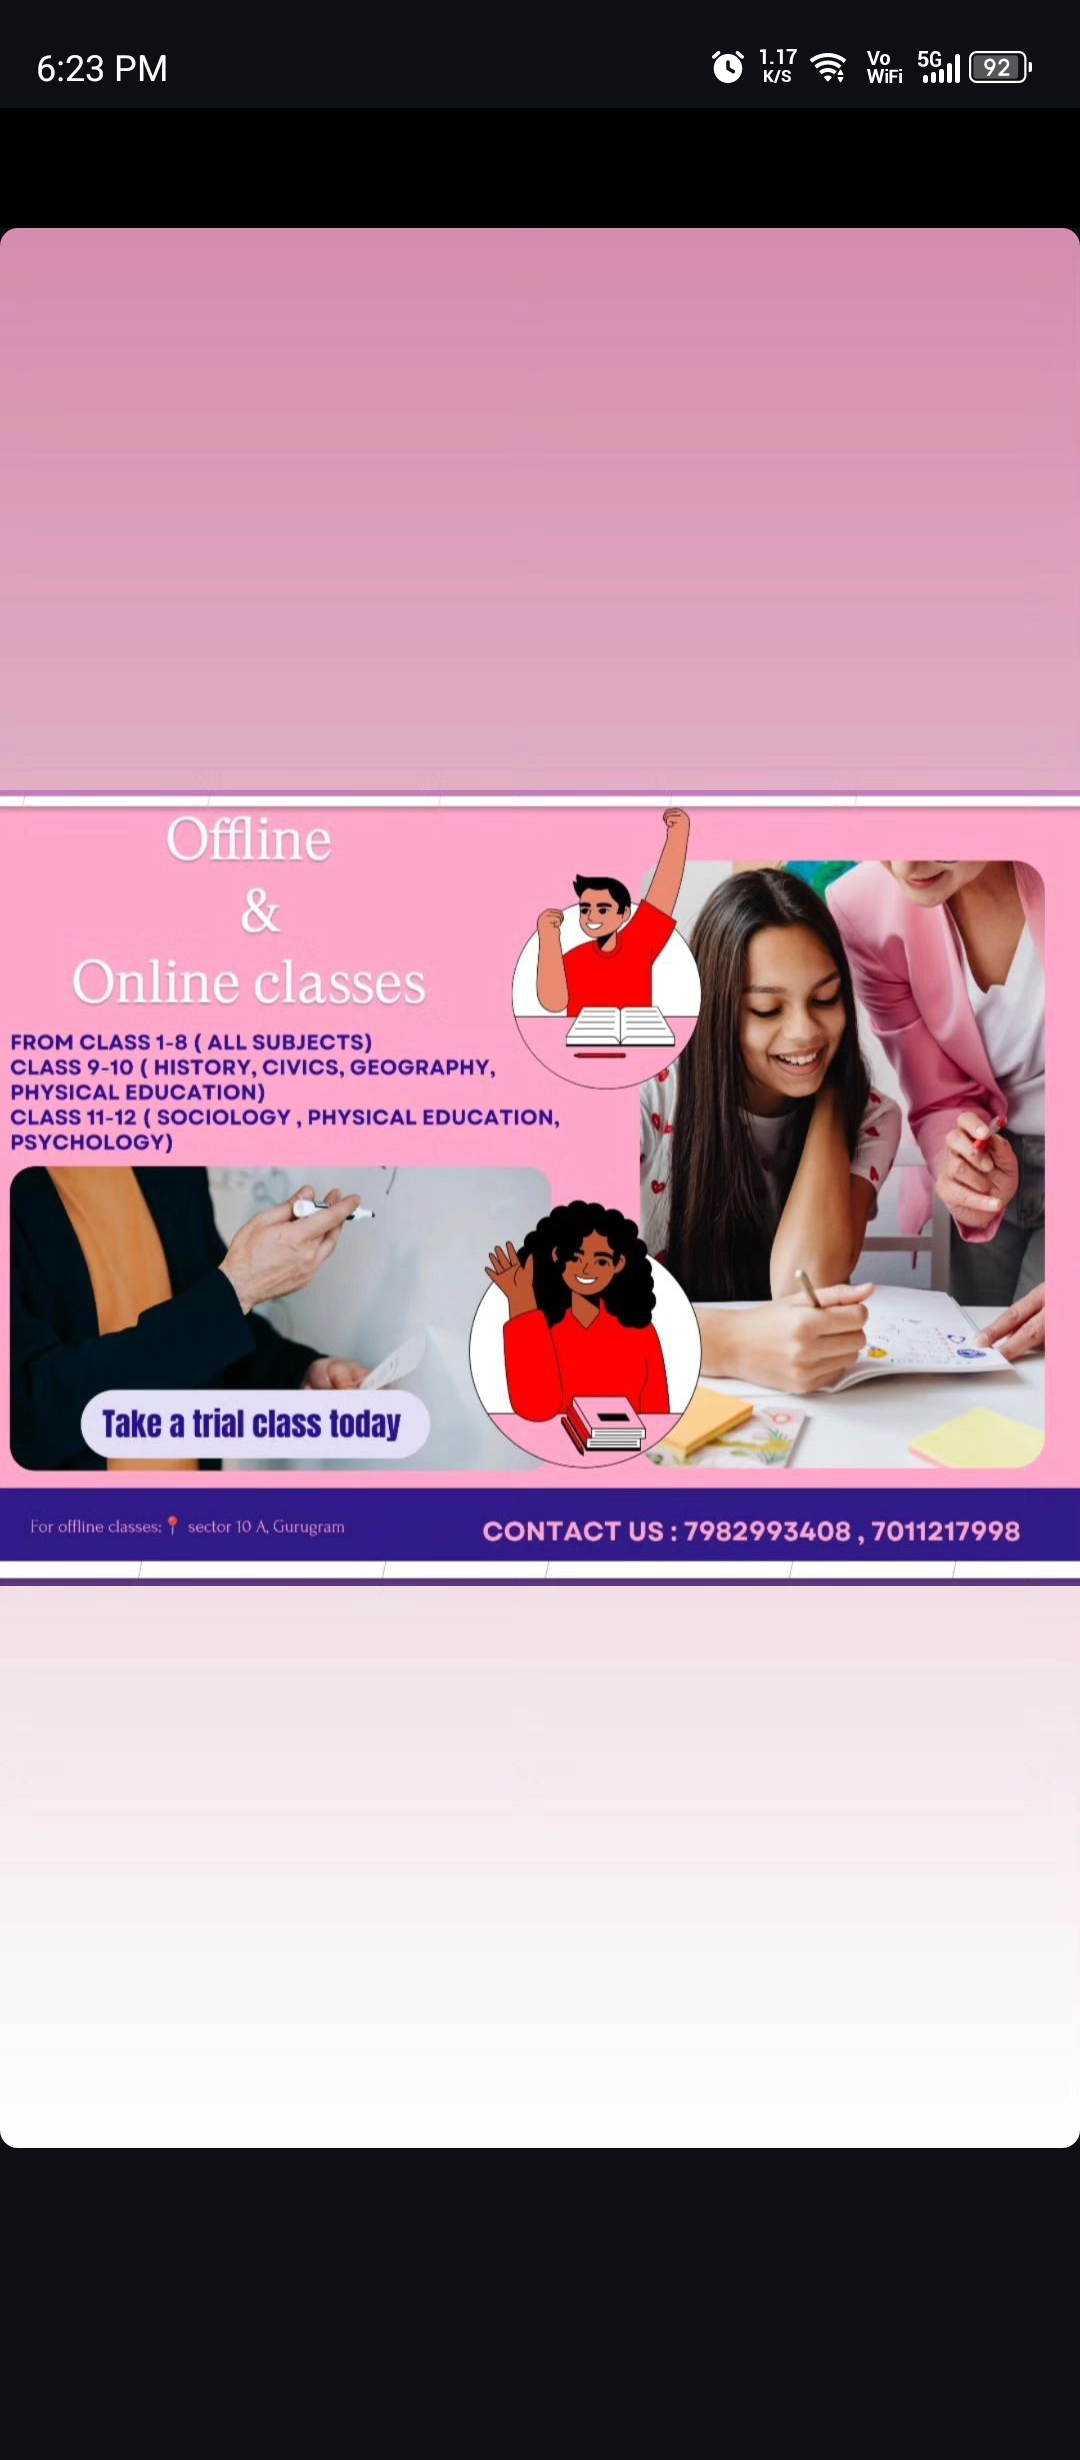 6:23 PM
1.17
K/S
Vo
WiFi
5G
92
Offline
&
Online classes
FROM CLASS 1-8 ( ALL SUBJECTS)
CLASS 9-10 ( HISTORY, CIVICS, GEOGRAPHY,
PHYSICAL EDUCATION)
CLASS 11-12 ( SOCIOLOGY , PHYSICAL EDUCATION,
PSYCHOLOGY)
Take a trial class today
For offline classes:📍 sector 10 A, Gurugram
CONTACT US : 7982993408 , 7011217998